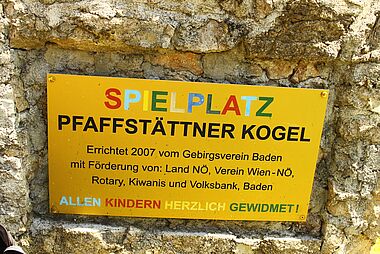 SPIELPLATZ
PFAFFSTÄTTNER KOGEL
Errichtet 2007 vom Gebirgsverein Baden
mit Förderung von: Land NÖ, Verein Wien-NÖ,
Rotary, Kiwanis und Volksbank, Baden
ALLEN KINDERN HERZLICH GEWIDMET!